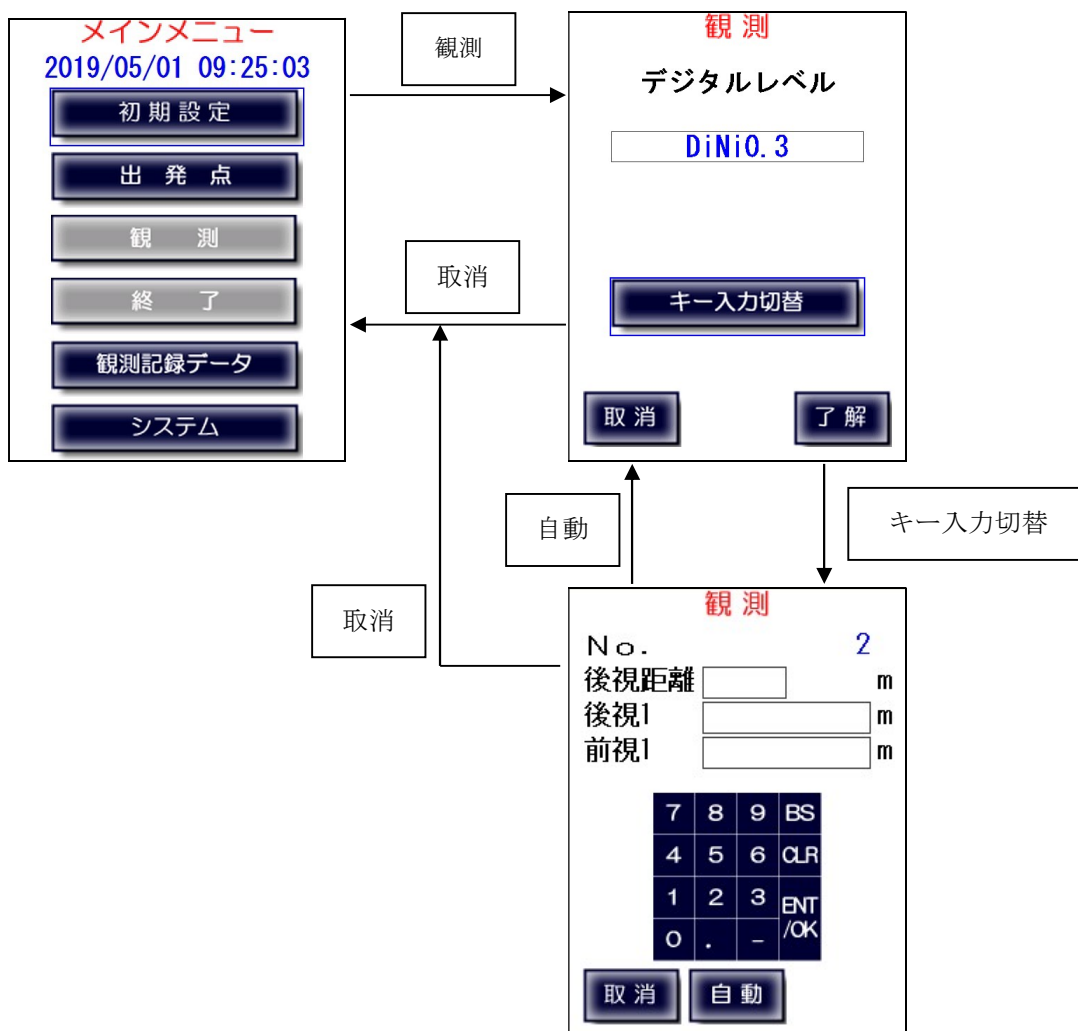 メインメニュー
2019/05/01 09:25:03
初期設定
出 発 点
観 測
終 了
観測記録データ
システム
観測
取消
観 測
デジタルレベル
DiNi0.3
キー入力切替
取 消
了 解
自動
キー入力切替
取消
観 測
No. 2
後視距離 m
後視1 m
前視1 m
7 8 9 BS
4 5 6 CLR
1 2 3 ENT
/OK
0 . -
取 消
自 動